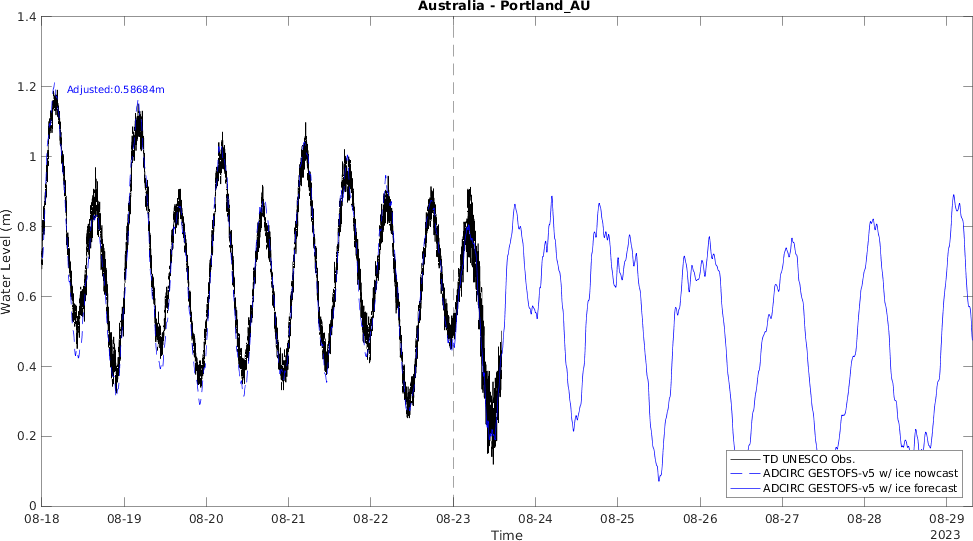 Australia - Portland_AU
1.4
1.2
1
0.8
0.6
0.4
0.2
0
Water Level (m)
Adjusted:0.58684m
TD UNESCO Obs.
ADCIRC GESTOFS-v5 w/ ice nowcast
ADCIRC GESTOFS-v5 w/ ice forecast
08-18 08-19 08-20 08-21 08-22 08-23 08-24 08-25 08-26 08-27 08-28 08-29
2023
Time